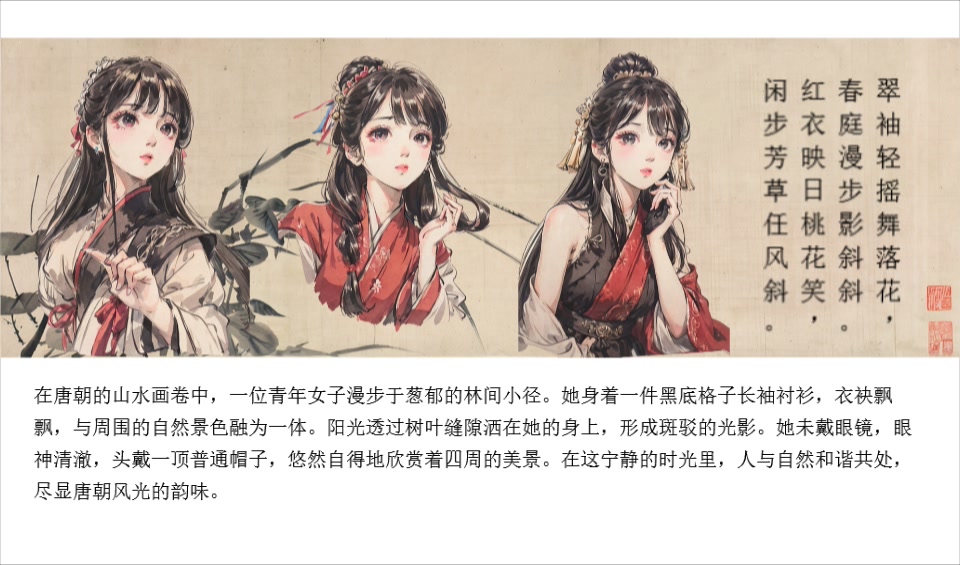 翠袖轻摇舞落花，
春庭漫步影斜斜。
红衣映日桃花笑，
闲步芳草任风斜。
在唐朝的山水画卷中，一位青年女子漫步于葱郁的林间小径。她身着一件黑底格子长袖衬衫，衣袂飘
飘，与周围的自然景色融为一体。阳光透过树叶缝隙洒在她的身上，形成斑驳的光影。她未戴眼镜，眼
神清澈，头戴一顶普通帽子，悠然自得地欣赏着四周的美景。在这宁静的时光里，人与自然和谐共处，
尽显唐朝风光的韵味。